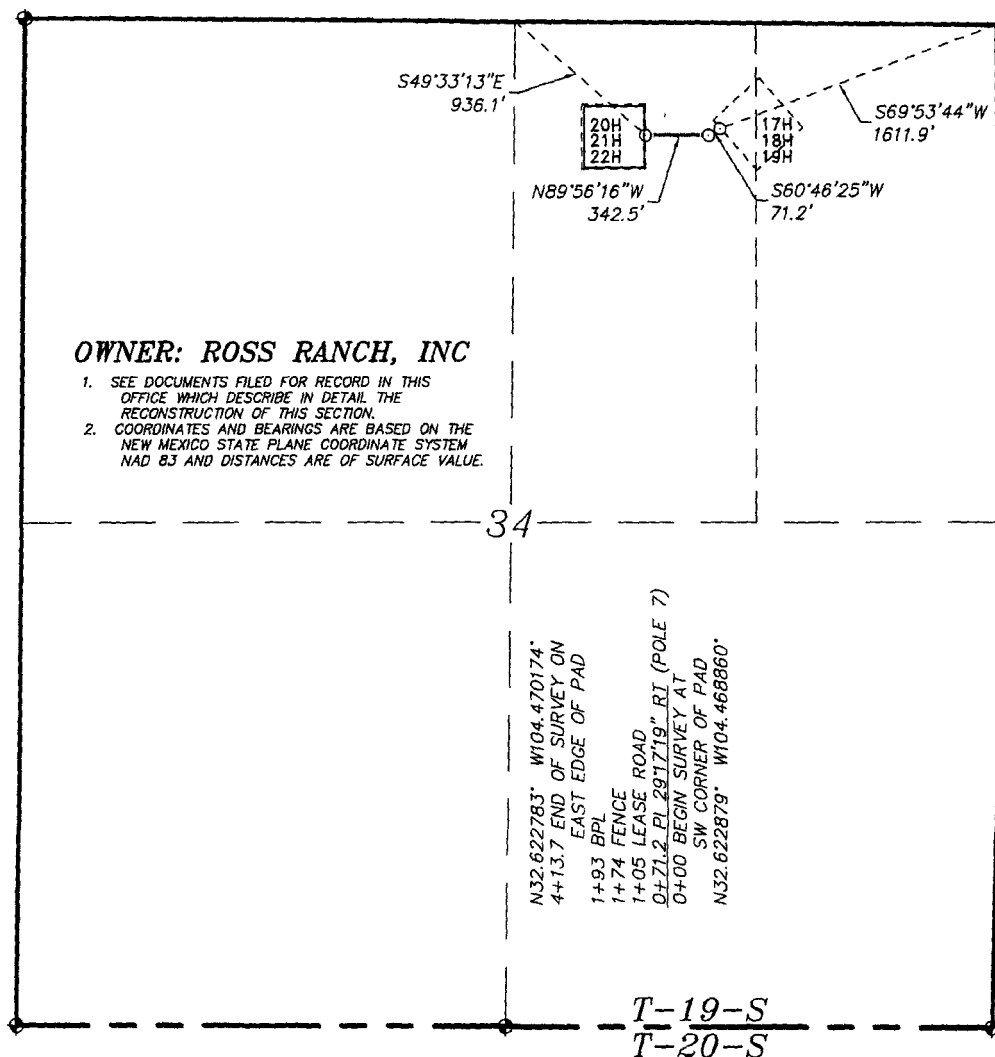 S49°33'13"E
936.1'
20H
21H
22H
17H
18H
19H
S69°53'44"W
1611.9'
N89°56'16"W
342.5'
S60°46'25"W
71.2'
OWNER: ROSS RANCH, INC
1. SEE DOCUMENTS FILED FOR RECORD IN THIS
OFFICE WHICH DESCRIBE IN DETAIL THE
RECONSTRUCTION OF THIS SECTION.
2. COORDINATES AND BEARINGS ARE BASED ON THE
NEW MEXICO STATE PLANE COORDINATE SYSTEM
NAD 83 AND DISTANCES ARE OF SURFACE VALUE.
34
N32.622783° W104.470174°
4+13.7 END OF SURVEY ON
EAST EDGE OF PAD
1+93 BPL
1+74 FENCE
1+05 LEASE ROAD
0+71.2 PI 29°17'19" RT (POLE 7)
0+00 BEGIN SURVEY AT
SW CORNER OF PAD
N32.622879° W104.468860°
T-19-S
T-20-S